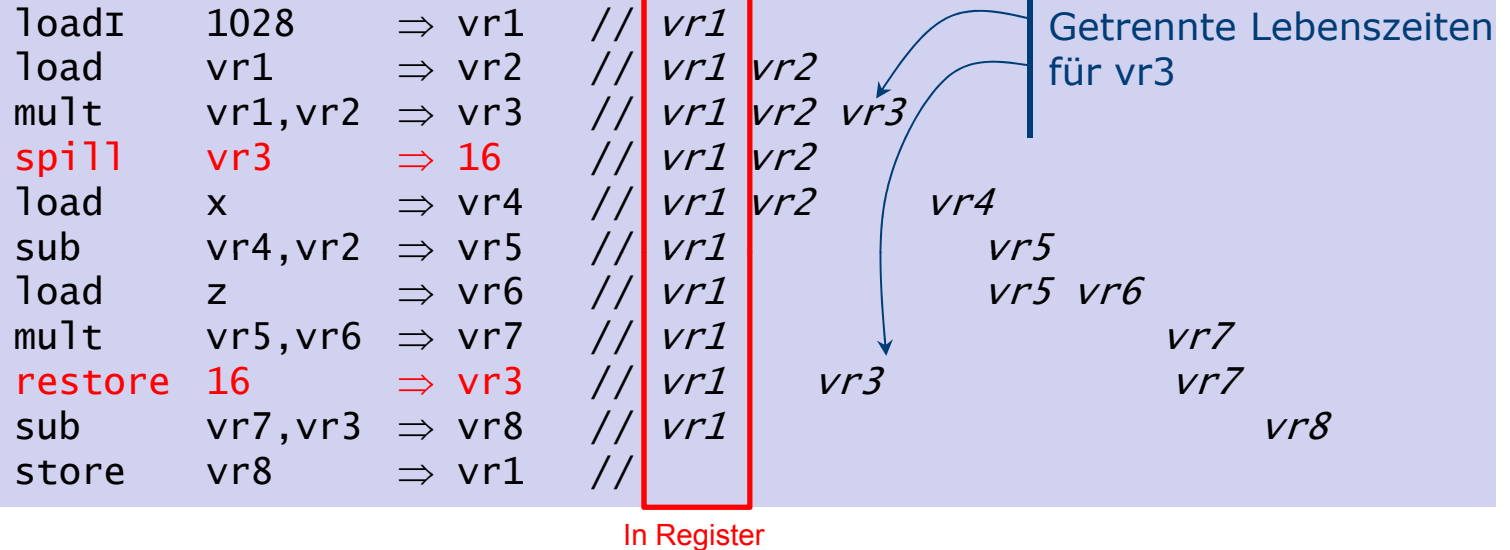 loadI 1028 ⇒ vr1 // vr1
Getrennte Lebenszeiten
load vr1 ⇒ vr2 // vr1 vr2
für vr3
mult vr1,vr2 ⇒ vr3 // vr1 vr2 vr3
spill vr3 ⇒ 16 // vr1 vr2
load x ⇒ vr4 // vr1 vr2 vr4
sub vr4,vr2 ⇒ vr5 // vr1 vr5
load z ⇒ vr6 // vr1 vr5 vr6
mult vr5,vr6 ⇒ vr7 // vr1 vr7
restore 16 ⇒ vr3 // vr1 vr3 vr7
sub vr7,vr3 ⇒ vr8 // vr1 vr8
store vr8 ⇒ vr1 //
In Register